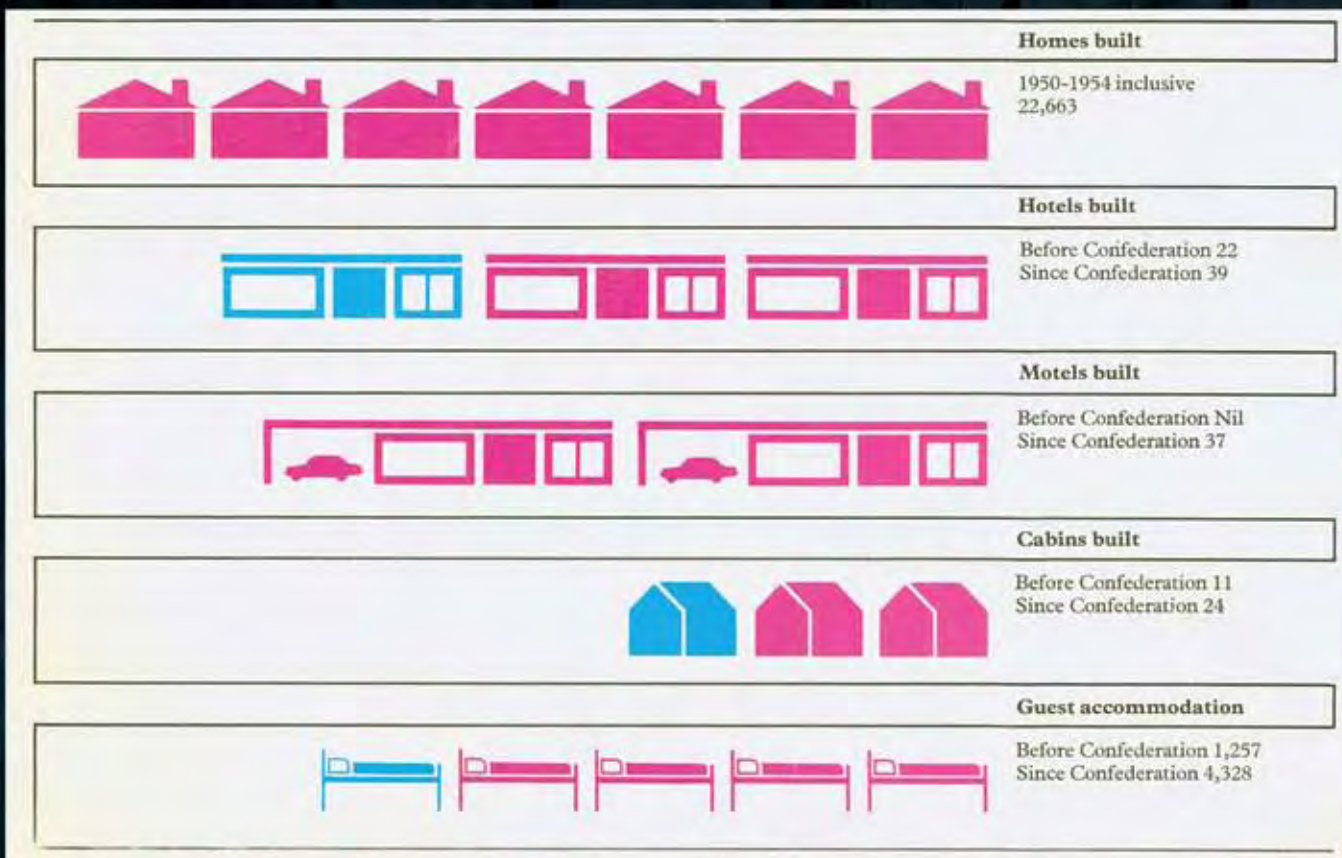 Homes built
1950-1954 inclusive
22,663
Hotels built
Before Confederation 22
Since Confederation 39
Motels built
Before Confederation Nil
Since Confederation 37
Cabins built
Before Confederation 11
Since Confederation 24
Guest accommodation
Before Confederation 1,257
Since Confederation 4,328